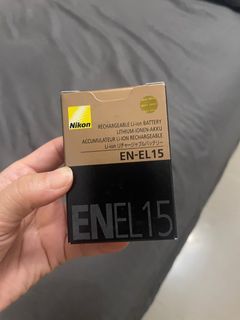 Nikon
RECHARGEABLE Li-ion BATTERY
LITHIUM-IONEN-AKKU
ACCUMULATEUR LI-ION RECHARGEABLE
Li-ion リチャージャブルバッテリー
EN-EL15
ENEL15